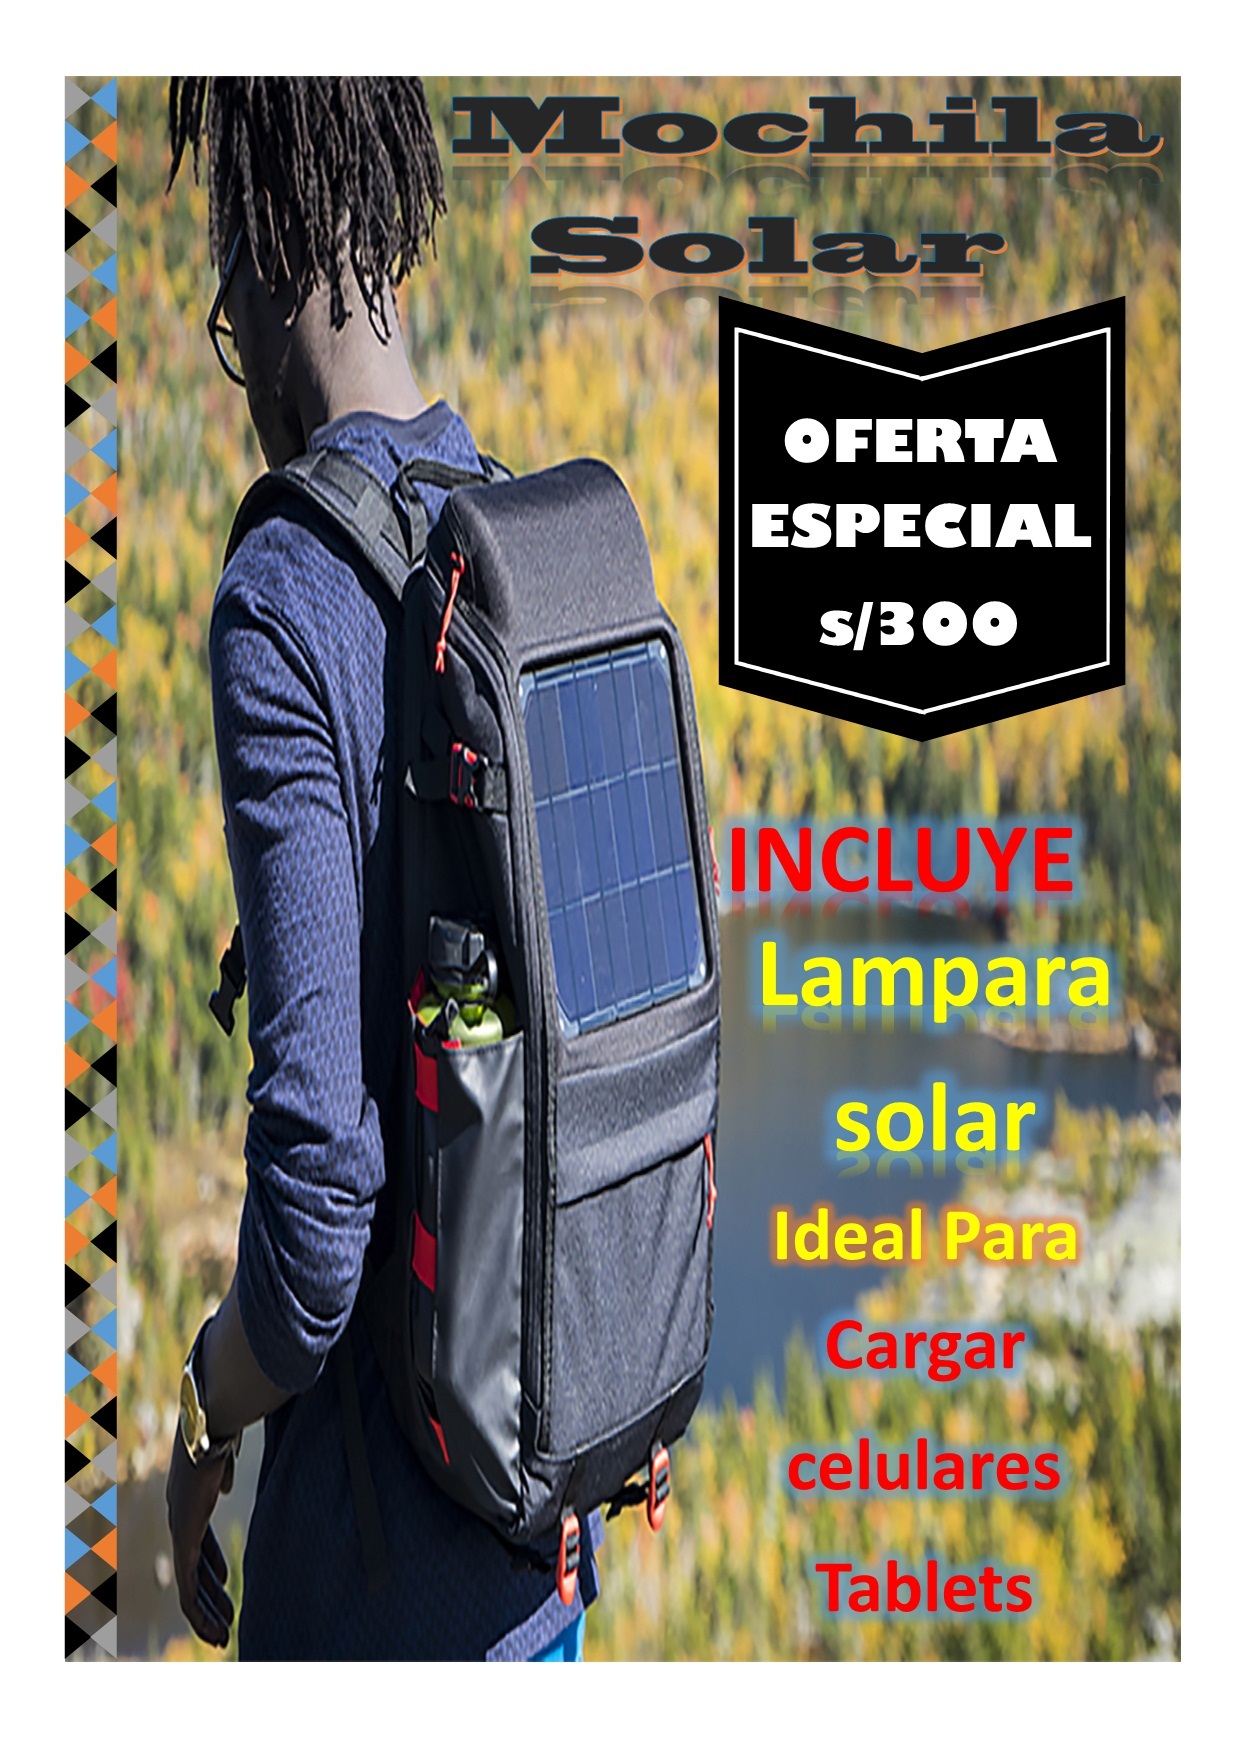 Mochila
Solar
OFERTA
ESPECIAL
s/300
INCLUYE
Lampara
solar
Ideal Para
Cargar
celulares
Tablets